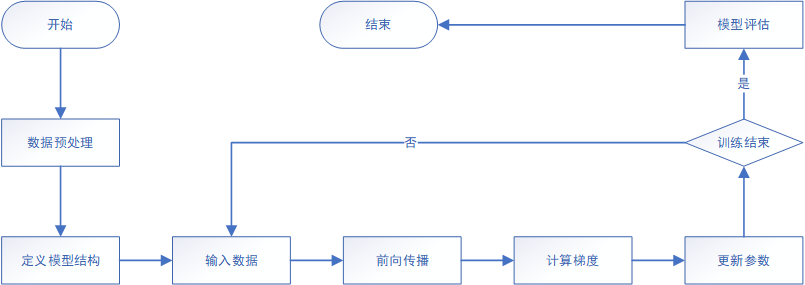 开始
结束
模型评估
是
数据预处理
否
训练结束
定义模型结构
输入数据
前向传播
计算梯度
更新参数